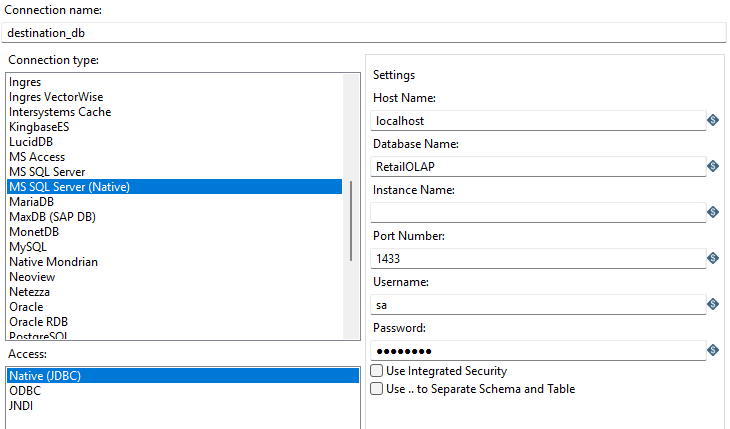 Connection name:
destination_db
Connection type:
Ingres
Ingres VectorWise
Intersystems Cache
KingbaseES
LucidDB
MS Access
MS SQL Server
MS SQL Server (Native)
MariaDB
MaxDB (SAP DB)
MonetDB
MySQL
Native Mondrian
Neoview
Netezza
Oracle
Oracle RDB
PostgreSQL
Access:
Native (JDBC)
ODBC
JNDI
Settings
Host Name:
localhost
Database Name:
RetailOLAP
Instance Name:
Port Number:
1433
Username:
sa
Password:
●●●●●●●●
Use Integrated Security
Use .. to Separate Schema and Table